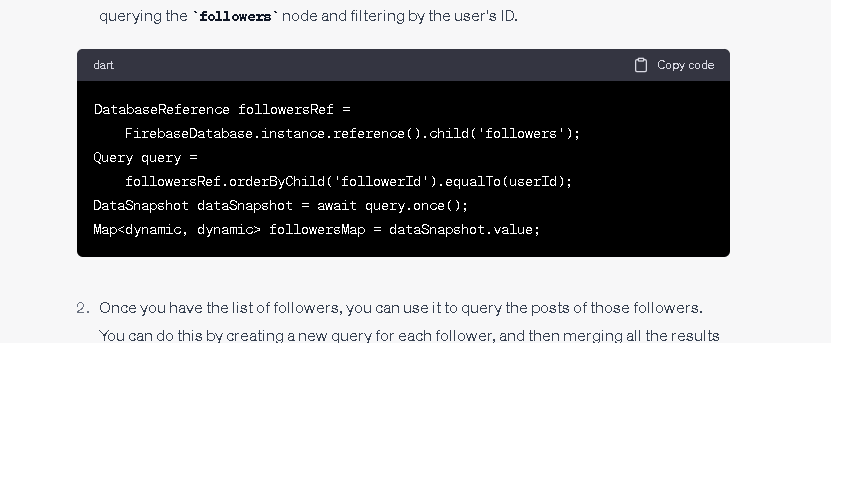 querying the `followers` node and filtering by the user's ID.
dart
Copy code
DatabaseReference followersRef =
    FirebaseDatabase.instance.reference().child('followers');
Query query =
    followersRef.orderByChild('followerId').equalTo(userId);
DataSnapshot dataSnapshot = await query.once();
Map<dynamic, dynamic> followersMap = dataSnapshot.value;
2. Once you have the list of followers, you can use it to query the posts of those followers.
You can do this by creating a new query for each follower, and then merging all the results